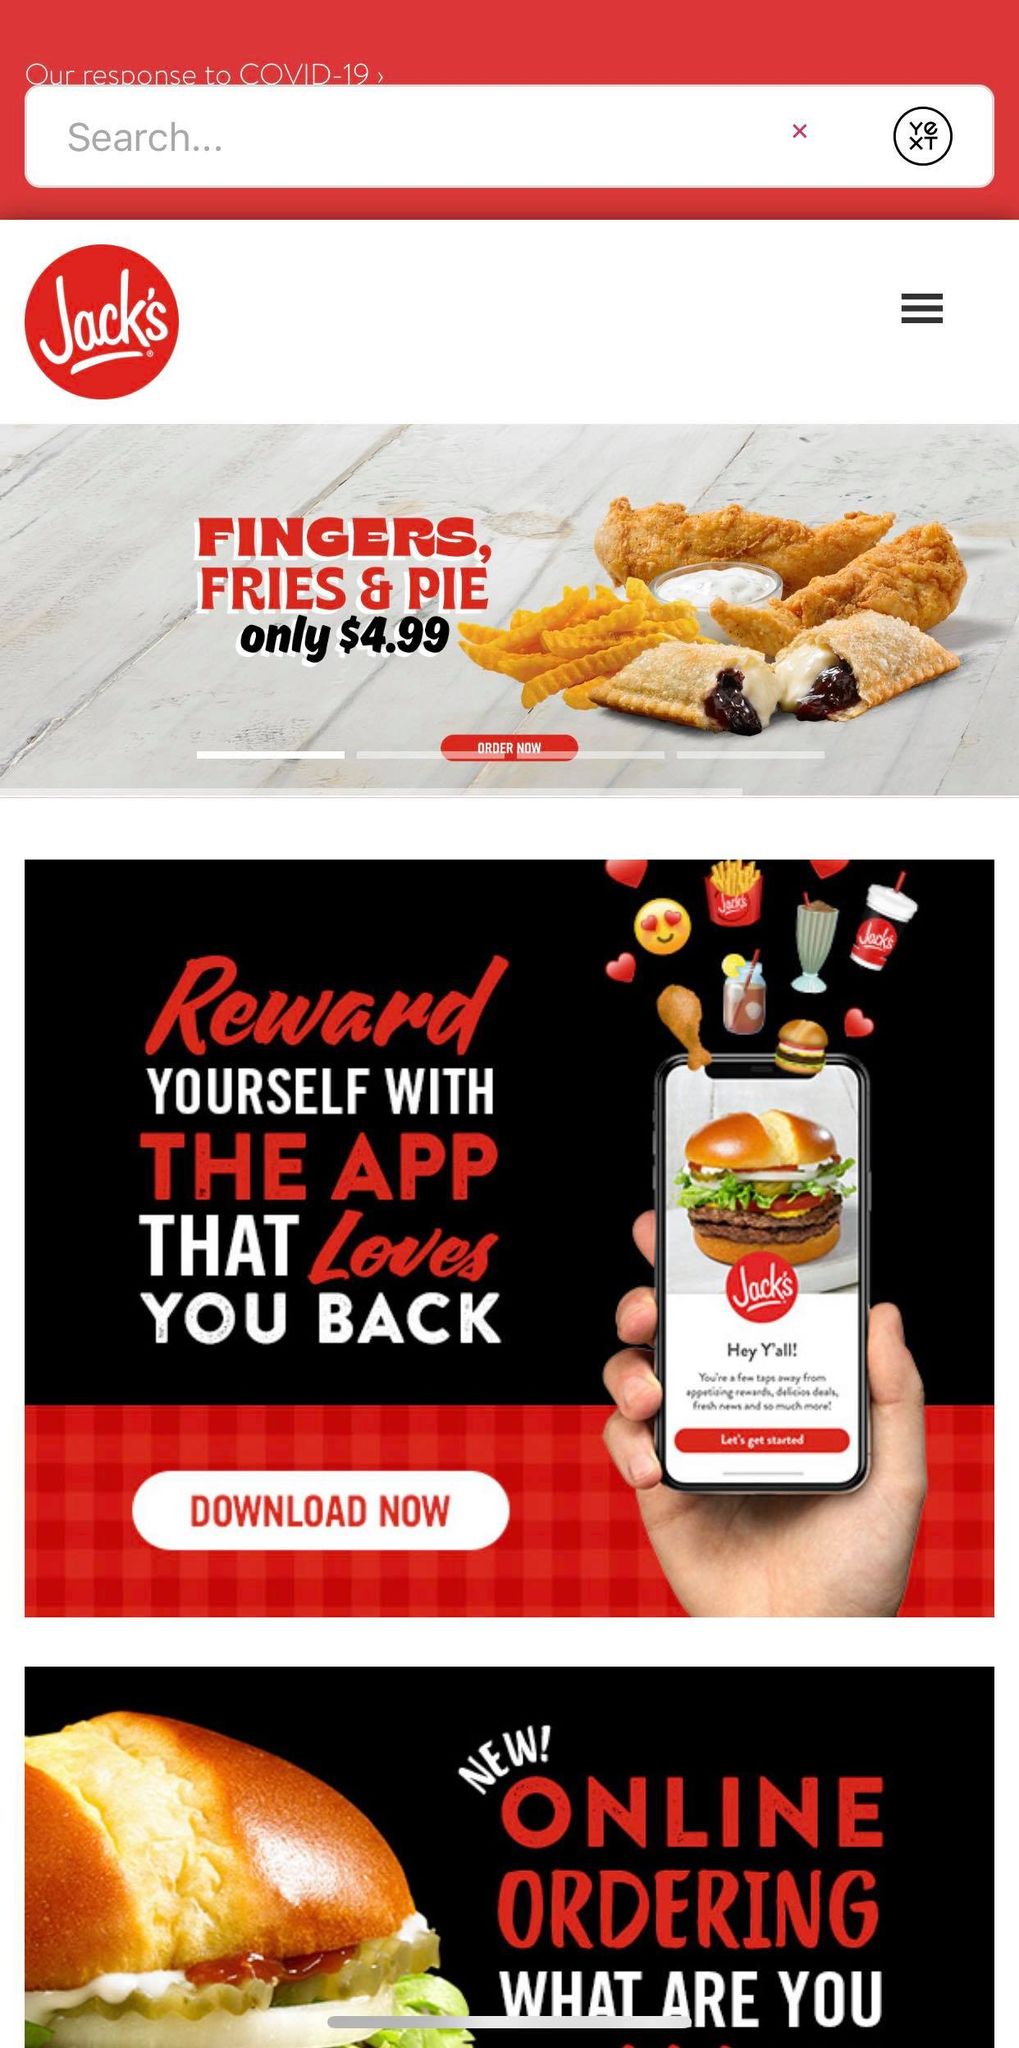 Our response to COVID-19 ›
Search...
×
YEXT
Jack's
®
FINGERS,
FRIES & PIE
only $4.99
ORDER NOW
Reward
YOURSELF WITH
THE APP
THAT Loves
YOU BACK
DOWNLOAD NOW
Jack's
Jack's
Jack's
Hey Y'all!
You're a few taps away from
appetizing rewards, delicios deals,
fresh news and so much more!
Let's get started
NEW!
ONLINE
ORDERING
WHAT ARE YOU